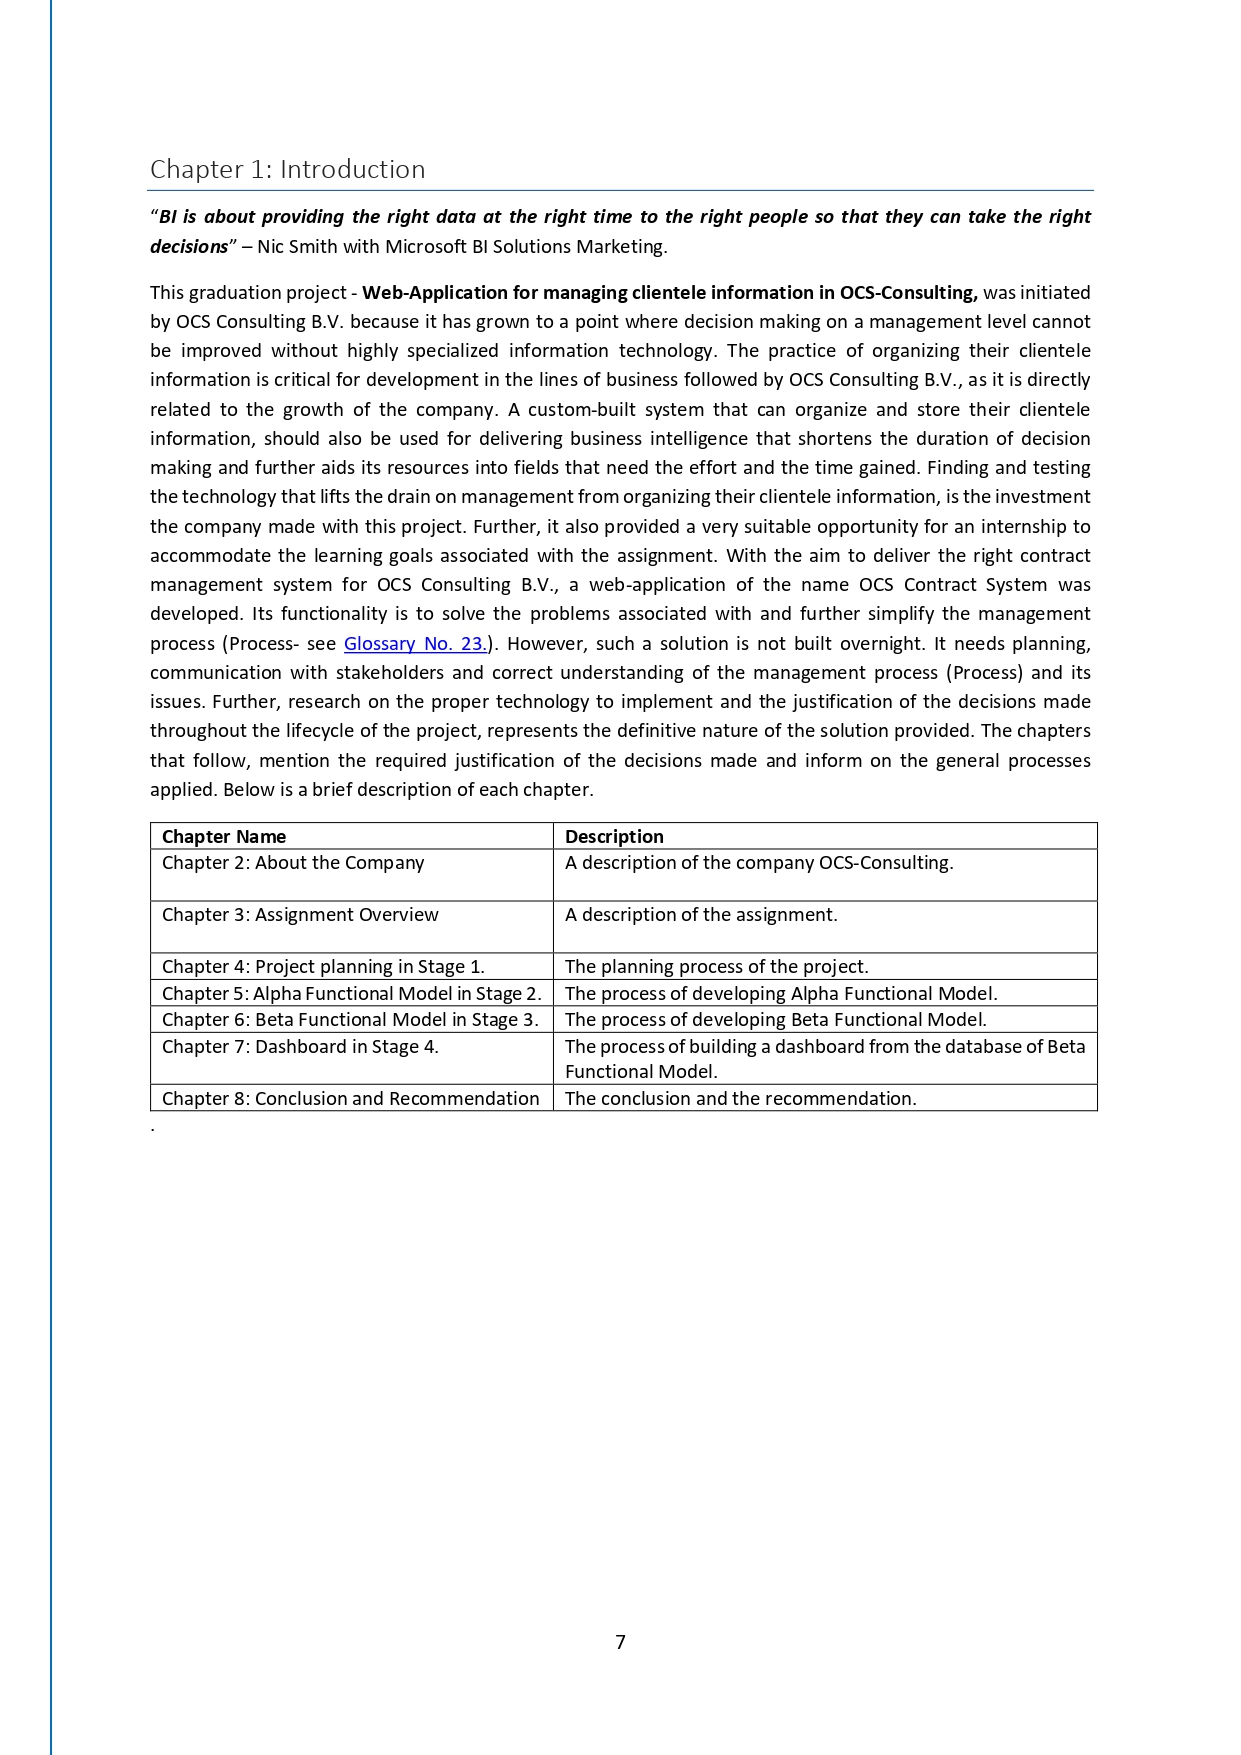 Chapter 1: Introduction
“BI is about providing the right data at the right time to the right people so that they can take the right
decisions” – Nic Smith with Microsoft BI Solutions Marketing.
This graduation project - Web-Application for managing clientele information in OCS-Consulting, was initiated
by OCS Consulting B.V. because it has grown to a point where decision making on a management level cannot
be improved without highly specialized information technology. The practice of organizing their clientele
information is critical for development in the lines of business followed by OCS Consulting B.V., as it is directly
related to the growth of the company. A custom-built system that can organize and store their clientele
information, should also be used for delivering business intelligence that shortens the duration of decision
making and further aids its resources into fields that need the effort and the time gained. Finding and testing
the technology that lifts the drain on management from organizing their clientele information, is the investment
the company made with this project. Further, it also provided a very suitable opportunity for an internship to
accommodate the learning goals associated with the assignment. With the aim to deliver the right contract
management system for OCS Consulting B.V., a web-application of the name OCS Contract System was
developed. Its functionality is to solve the problems associated with and further simplify the management
process (Process- see Glossary No. 23.). However, such a solution is not built overnight. It needs planning,
communication with stakeholders and correct understanding of the management process (Process) and its
issues. Further, research on the proper technology to implement and the justification of the decisions made
throughout the lifecycle of the project, represents the definitive nature of the solution provided. The chapters
that follow, mention the required justification of the decisions made and inform on the general processes
applied. Below is a brief description of each chapter.
Chapter Name Description
Chapter 2: About the Company A description of the company OCS-Consulting.
Chapter 3: Assignment Overview A description of the assignment.
Chapter 4: Project planning in Stage 1. The planning process of the project.
Chapter 5: Alpha Functional Model in Stage 2. The process of developing Alpha Functional Model.
Chapter 6: Beta Functional Model in Stage 3. The process of developing Beta Functional Model.
Chapter 7: Dashboard in Stage 4. The process of building a dashboard from the database of Beta
Functional Model.
Chapter 8: Conclusion and Recommendation The conclusion and the recommendation.
.
7